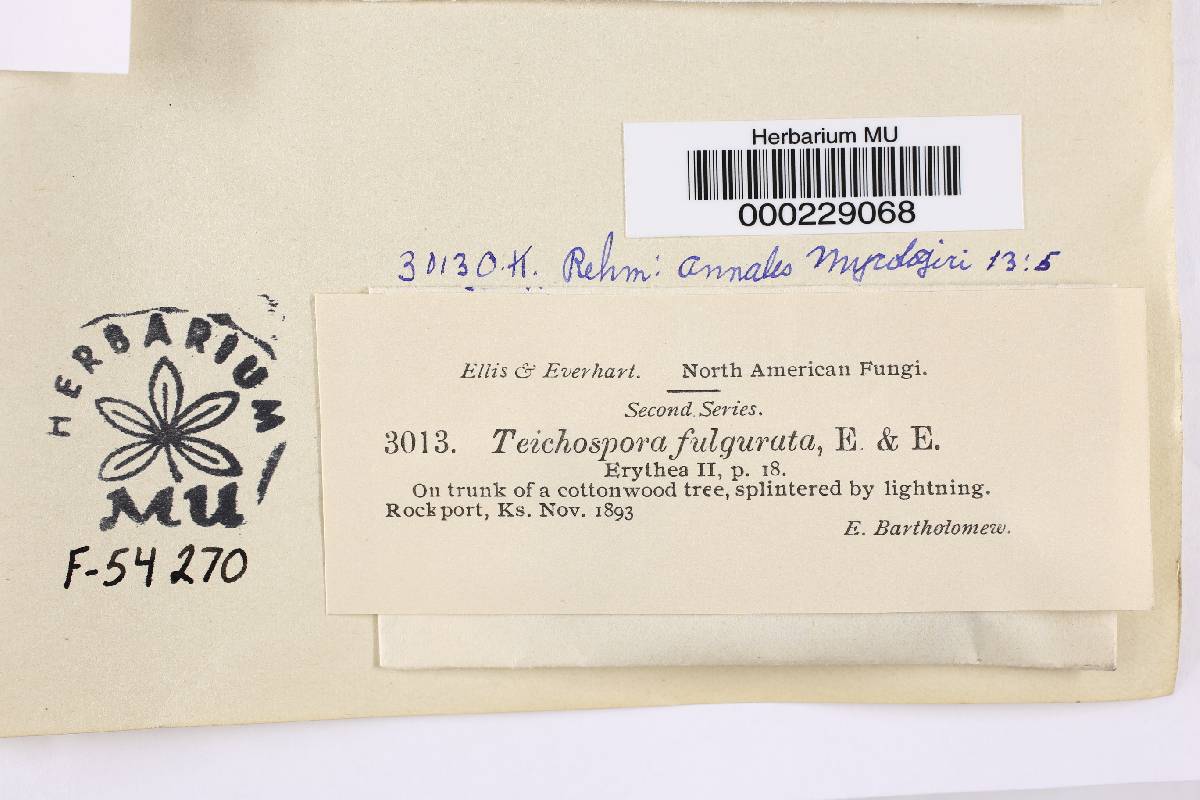 Herbarium MU
000229068
3013 O.K. Rehm: Annales Mycologici 13:5
HERBARIUM
MU
F-54270
Ellis & Everhart. North American Fungi.
Second Series.
3013. Teichospora fulgurata, E. & E.
Erythea II, p. 18.
On trunk of a cottonwood tree, splintered by lightning.
Rockport, Ks. Nov. 1893
E. Bartholomew.